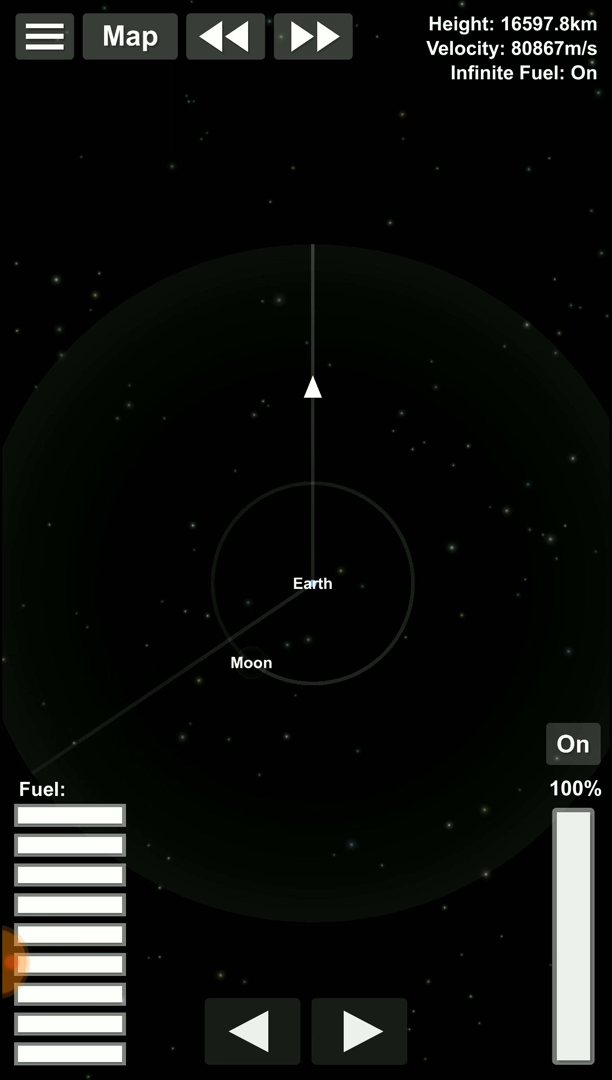 Map
Height: 16597.8km
Velocity: 80867m/s
Infinite Fuel: On
Earth
Moon
On
Fuel:
100%